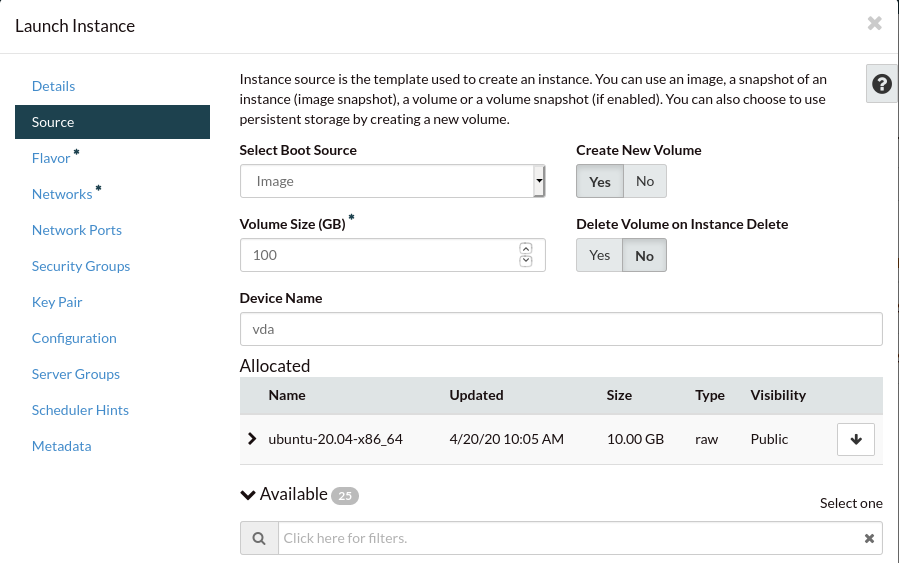 Launch Instance
Details
Source
Flavor *
Networks *
Network Ports
Security Groups
Key Pair
Configuration
Server Groups
Scheduler Hints
Metadata
Instance source is the template used to create an instance. You can use an image, a snapshot of an
instance (image snapshot), a volume or a volume snapshot (if enabled). You can also choose to use
persistent storage by creating a new volume.
Select Boot Source
Image
Create New Volume
Yes No
Volume Size (GB) *
100
Delete Volume on Instance Delete
Yes No
Device Name
vda
Allocated
Name Updated Size Type Visibility
ubuntu-20.04-x86_64 4/20/20 10:05 AM 10.00 GB raw Public
Available 25
Select one
Click here for filters.